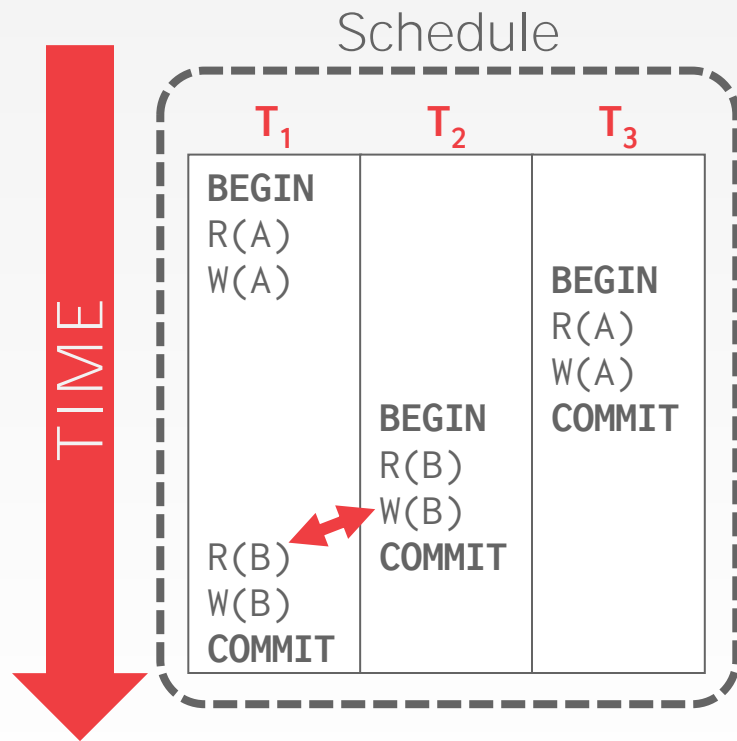 Schedule
TIME
T1 T2 T3
BEGIN
R(A)
W(A) BEGIN
R(A)
W(A)
BEGIN COMMIT
R(B)
W(B)
R(B) COMMIT
W(B)
COMMIT